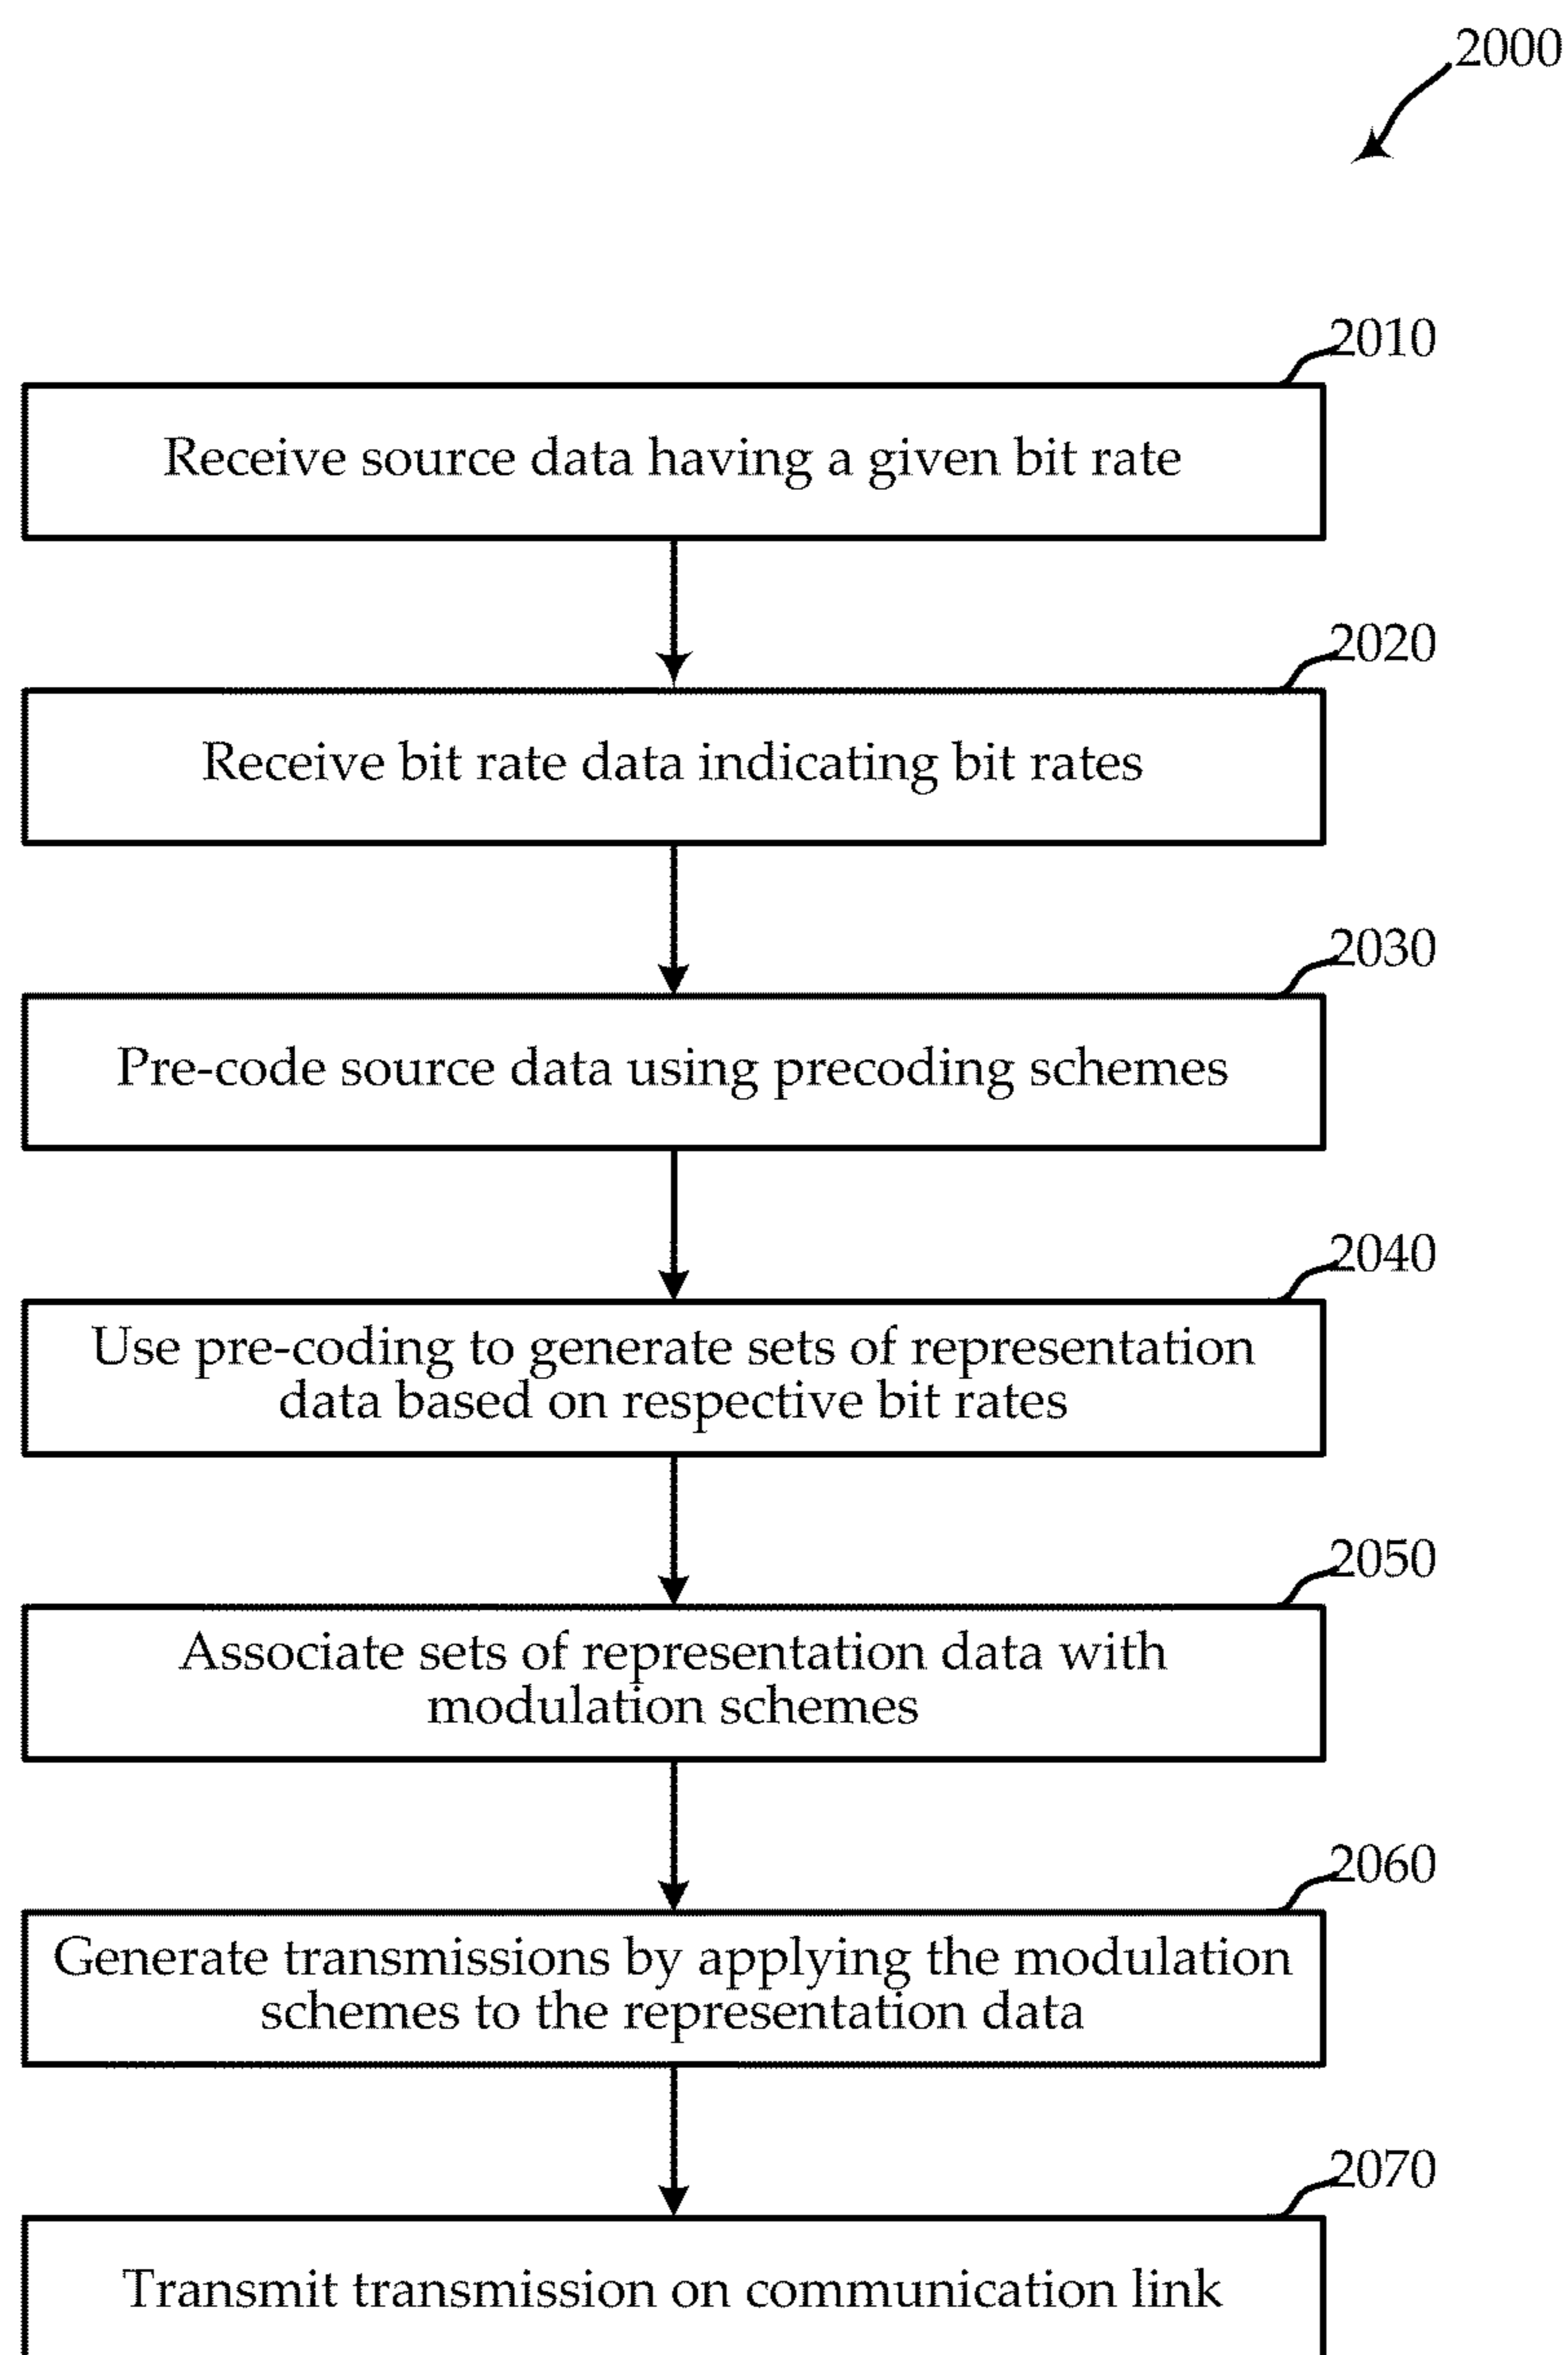 2000
2010
Receive source data having a given bit rate
2020
Receive bit rate data indicating bit rates
2030
Pre-code source data using precoding schemes
2040
Use pre-coding to generate sets of representation
data based on respective bit rates
2050
Associate sets of representation data with
modulation schemes
2060
Generate transmissions by applying the modulation
schemes to the representation data
2070
Transmit transmission on communication link